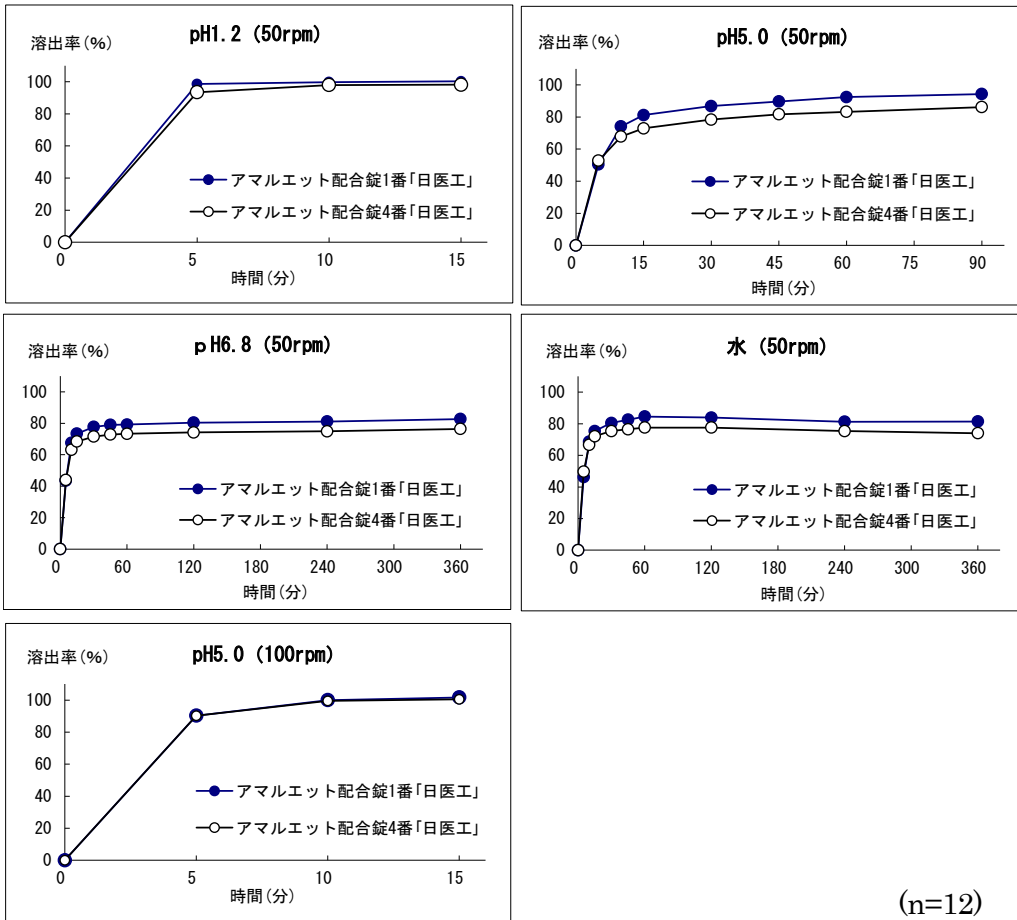 pH1.2 (50rpm)
溶出率(%)
100
80
60
40
20
0
アマルエット配合錠1番「日医工」
アマルエット配合錠4番「日医工」
0 5 10 15
時間(分)
pH5.0 (50rpm)
溶出率(%)
100
80
60
40
20
0
アマルエット配合錠1番「日医工」
アマルエット配合錠4番「日医工」
0 15 30 45 60 75 90
時間(分)
pH6.8 (50rpm)
溶出率(%)
100
80
60
40
20
0
アマルエット配合錠1番「日医工」
アマルエット配合錠4番「日医工」
0 60 120 180 240 300 360
時間(分)
水 (50rpm)
溶出率(%)
100
80
60
40
20
0
アマルエット配合錠1番「日医工」
アマルエット配合錠4番「日医工」
0 60 120 180 240 300 360
時間(分)
pH5.0 (100rpm)
溶出率(%)
100
80
60
40
20
0
アマルエット配合錠1番「日医工」
アマルエット配合錠4番「日医工」
0 5 10 15
時間(分)
(n=12)